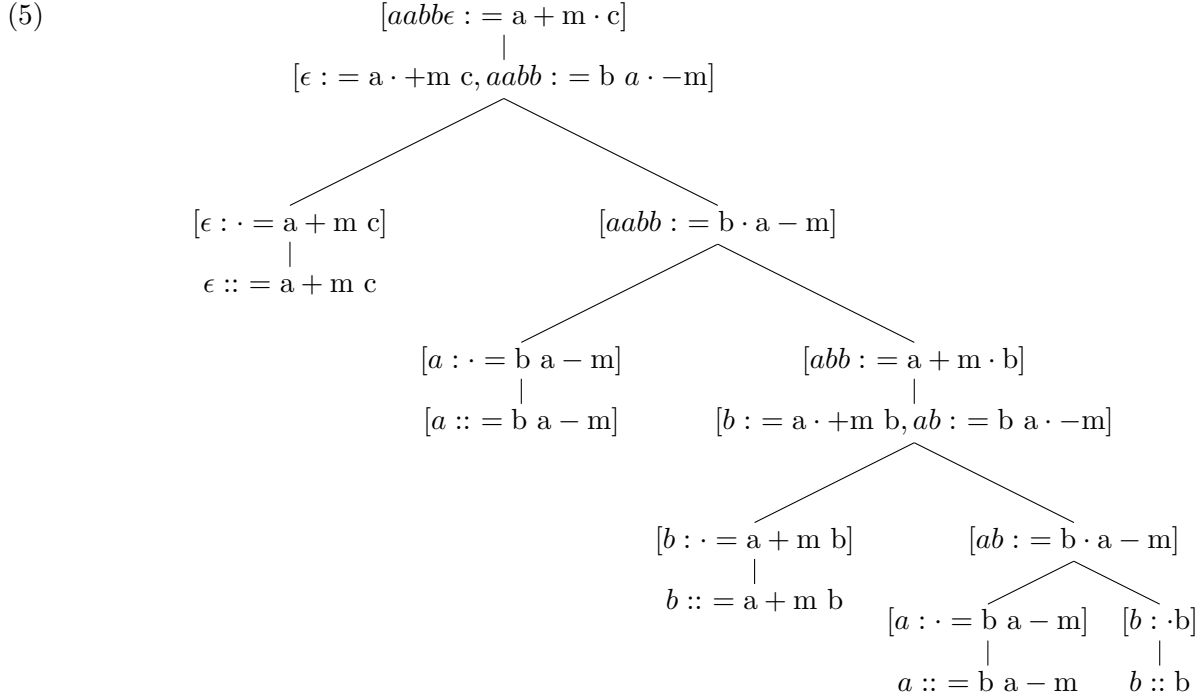 (5)
[aabbϵ : = a + m · c]
[ϵ : = a · +m c, aabb : = b a · −m]
[ϵ : · = a + m c] [aabb : = b · a − m]
ϵ :: = a + m c
[a : · = b a − m] [abb : = a + m · b]
[a :: = b a − m] [b : = a · +m b, ab : = b a · −m]
[b : · = a + m b] [ab : = b · a − m]
b :: = a + m b
[a : · = b a − m] [b : ·b]
a :: = b a − m b :: b